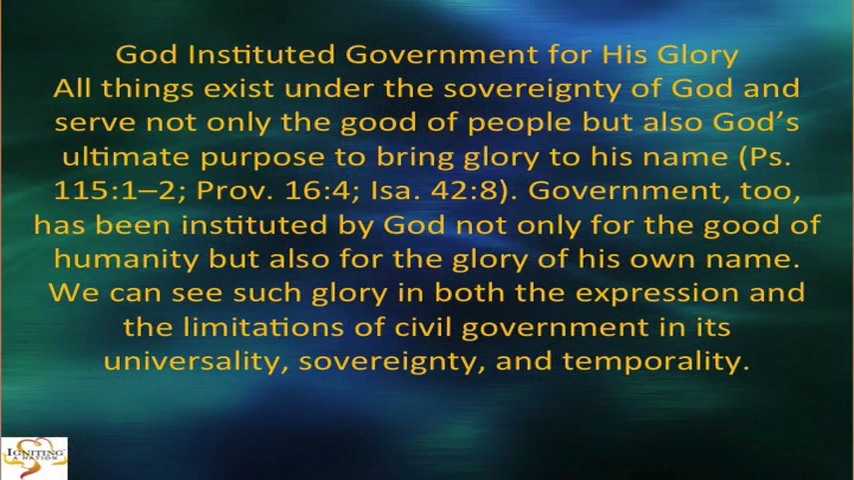 God Instituted Government for His Glory
All things exist under the sovereignty of God and
serve not only the good of people but also God’s
ultimate purpose to bring glory to his name (Ps.
115:1–2; Prov. 16:4; Isa. 42:8). Government, too,
has been instituted by God not only for the good of
humanity but also for the glory of his own name.
We can see such glory in both the expression and
the limitations of civil government in its
universality, sovereignty, and temporality.
IGNITING
A NATION